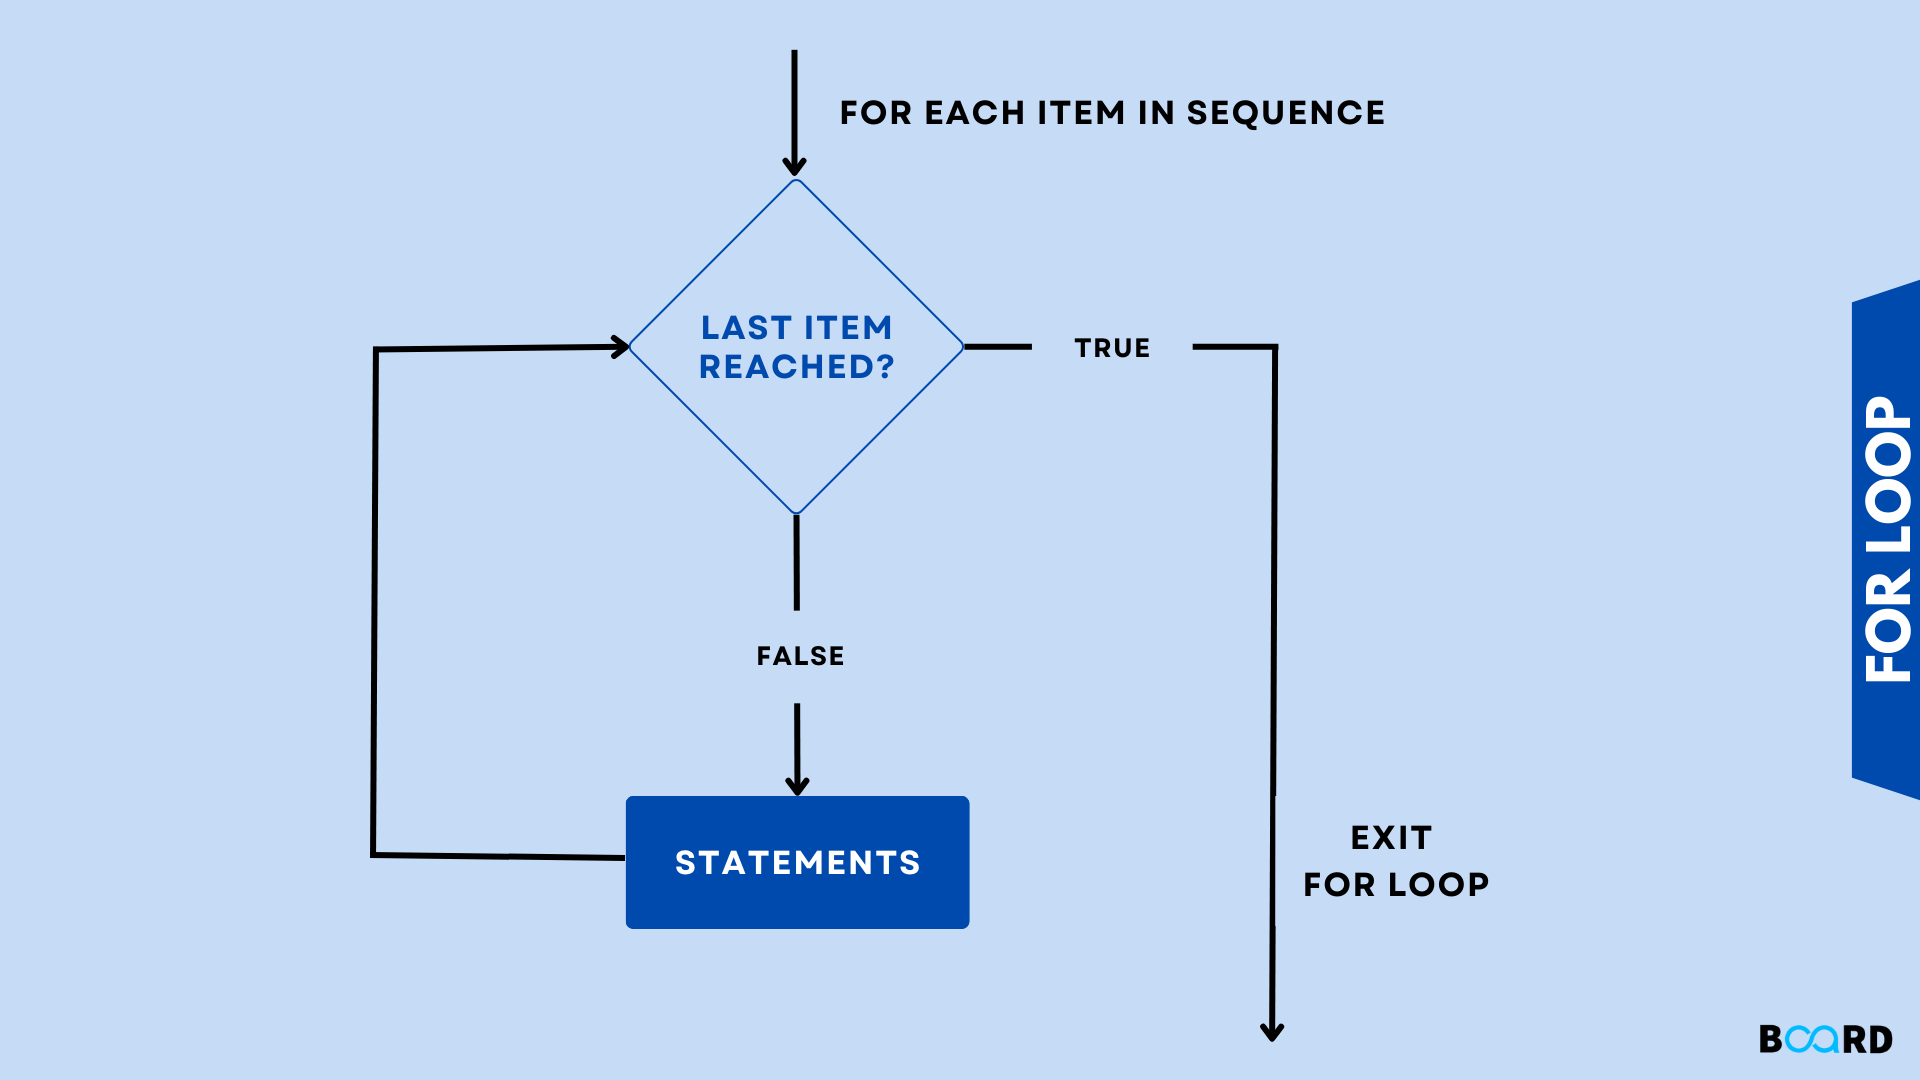 FOR EACH ITEM IN SEQUENCE
LAST ITEM
REACHED?
TRUE
FALSE
STATEMENTS
EXIT
FOR LOOP
FOR LOOP
BOARD